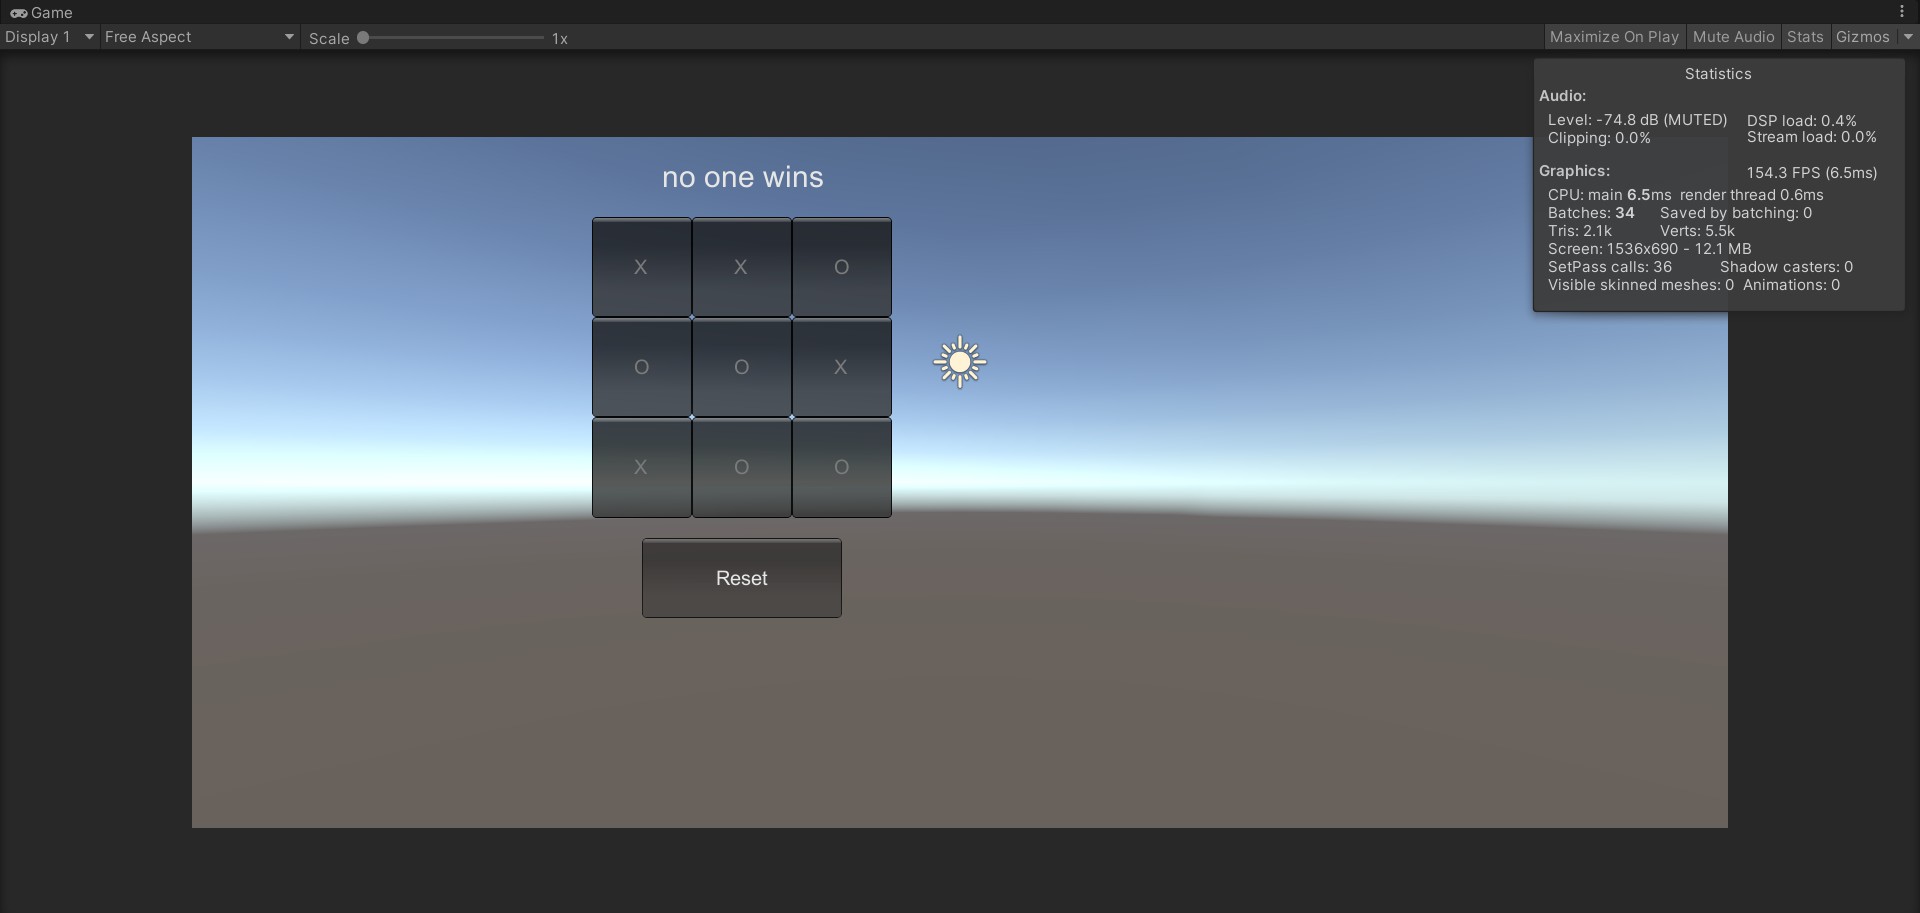 Game
Display 1 Free Aspect Scale 1x Maximize On Play Mute Audio Stats Gizmos
Statistics
Audio:
Level: -74.8 dB (MUTED) DSP load: 0.4%
Clipping: 0.0% Stream load: 0.0%
Graphics: 154.3 FPS (6.5ms)
CPU: main 6.5ms render thread 0.6ms
Batches: 34 Saved by batching: 0
Tris: 2.1k Verts: 5.5k
Screen: 1536x690 - 12.1 MB
SetPass calls: 36 Shadow casters: 0
Visible skinned meshes: 0 Animations: 0
no one wins
X X O
O O X
X O O
Reset